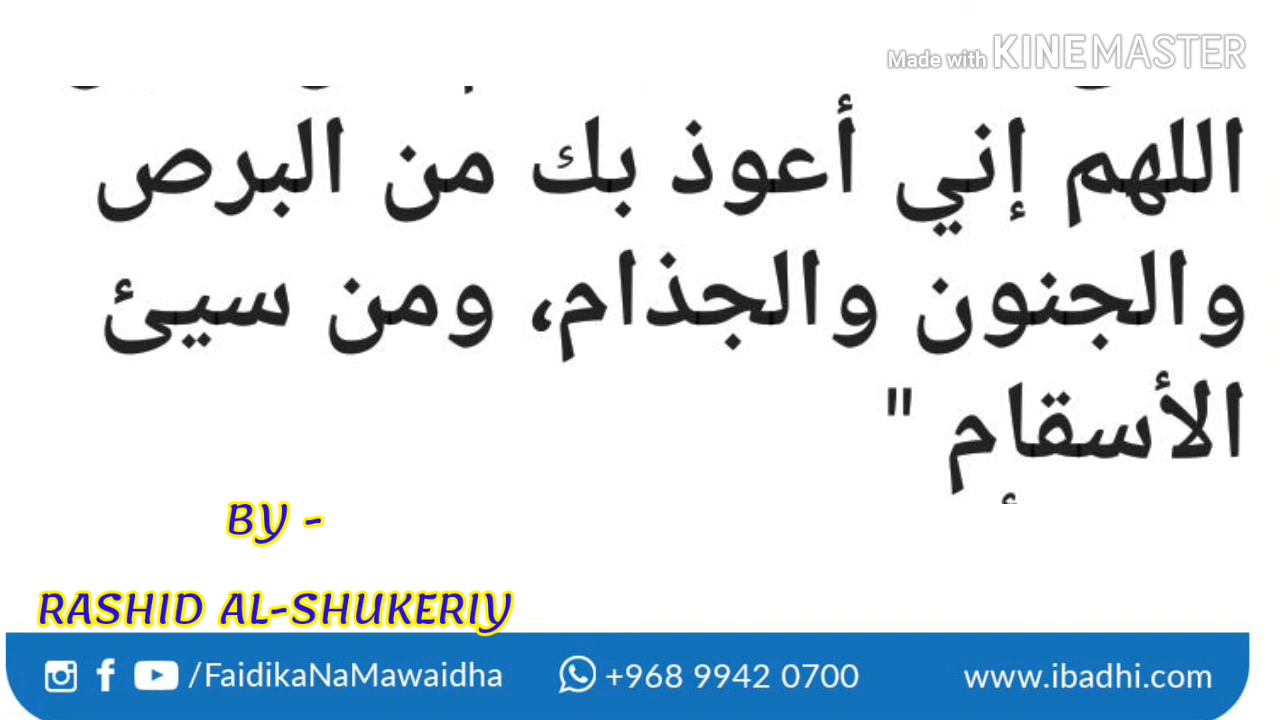 Made with KINEMASTER
اللهم إني أعوذ بك من البرص
والجنون والجذام، ومن سيئ
الأسقام "
BY -
RASHID AL-SHUKERIY
/FaidikaNaMawaidha +968 9942 0700 www.ibadhi.com